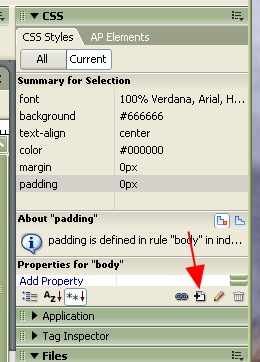 CSS
CSS Styles AP Elements
All Current
Summary for Selection
font 100% Verdana, Arial, H...
background #666666
text-align center
color #000000
margin 0px
padding 0px
About "padding"
padding is defined in rule "body" in ind...
Properties for "body"
Add Property
Az↓ **↓
Application
Tag Inspector
Files